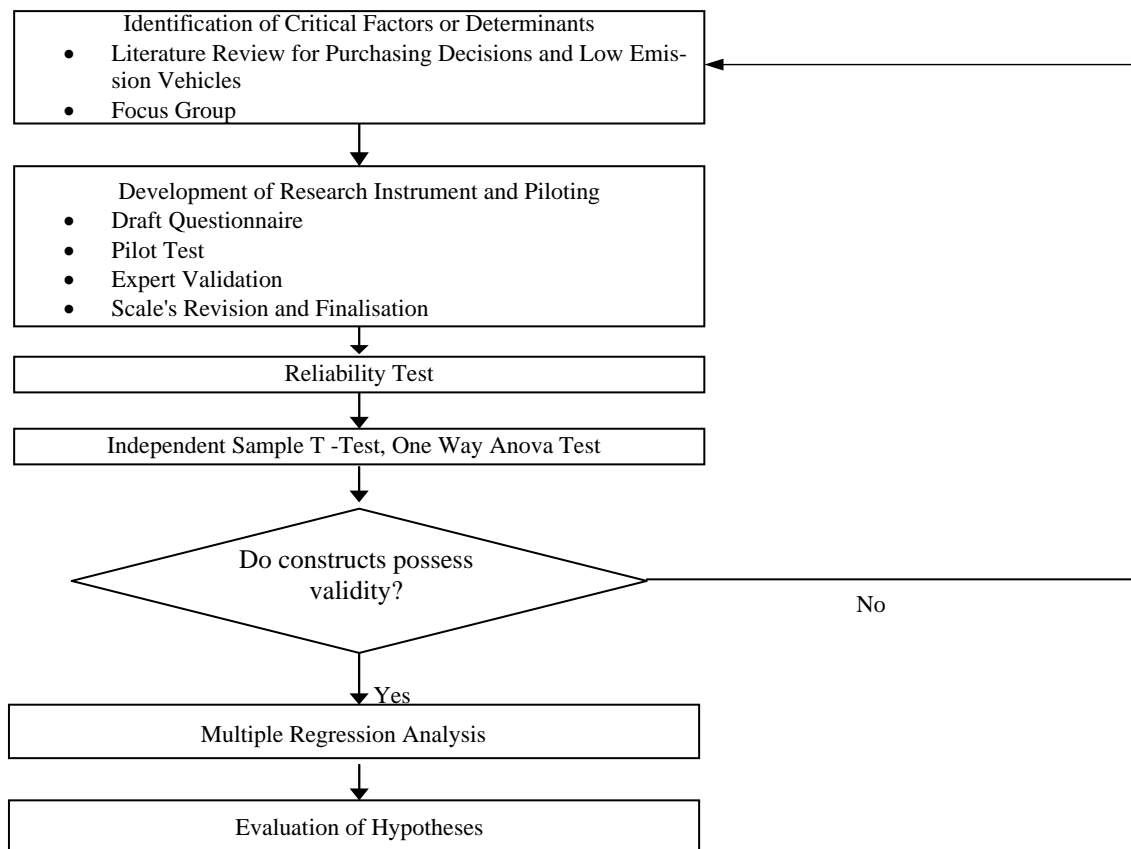 Identification of Critical Factors or Determinants
• Literature Review for Purchasing Decisions and Low Emis-
sion Vehicles
• Focus Group
Development of Research Instrument and Piloting
• Draft Questionnaire
• Pilot Test
• Expert Validation
• Scale's Revision and Finalisation
Reliability Test
Independent Sample T -Test, One Way Anova Test
Do constructs possess
validity?
No
Yes
Multiple Regression Analysis
Evaluation of Hypotheses